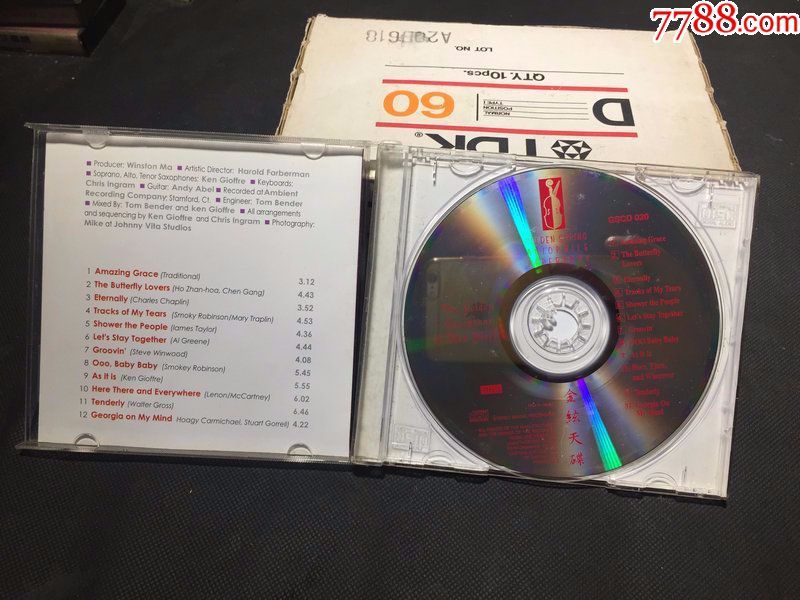 7788.com
A20618
LOT NO.
QTY. 10pcs.
D
NORMAL
POSITION
TYPE I
60
TDK
■ Producer: Winston Ma ■ Artistic Director: Harold Farberman
■ Soprano, Alto, Tenor Saxophones: Ken Gioffre ■ Keyboards:
Chris Ingram ■ Guitar: Andy Abel ■ Recorded at Ambient
Recording Company Stamford, Ct. ■ Engineer: Tom Bender
■ Mixed By: Tom Bender and ken Gioffre ■ All arrangements
and sequencing by Ken Gioffre and Chris Ingram ■ Photography:
Mike at Johnny Vila Studios
1 Amazing Grace (Traditional) 3.12
2 The Butterfly Lovers (Ho Zhan-hoa, Chen Gang) 4.43
3 Eternally (Charles Chaplin) 3.52
4 Tracks of My Tears (Smoky Robinson/Mary Traplin) 4.53
5 Shower the People (James Taylor) 4.36
6 Let's Stay Together (Al Greene) 4.44
7 Groovin' (Steve Winwood) 4.08
8 Ooo, Baby Baby (Smokey Robinson) 5.45
9 As it is (Ken Gioffre) 5.55
10 Here There and Everywhere (Lenon/McCartney) 6.02
11 Tenderly (Walter Gross) 6.46
12 Georgia on My Mind (Hoagy Carmichael, Stuart Gorrell) 4.22
GSCD 020
Grace
The Butterfly
Lovers
Eternally
Tracks of My Tears
Shower the People
Let's Stay Together
Groovin'
Baby Baby
As It Is
Tenderly
Georgia On
金弦天碟